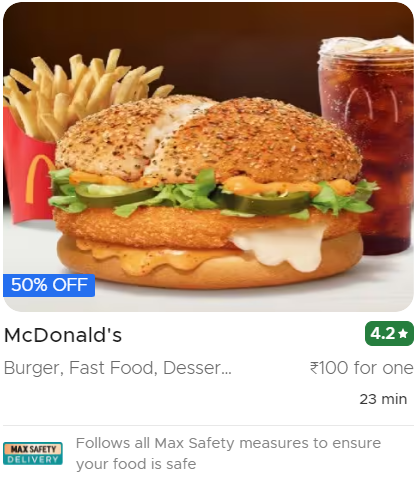 50% OFF
McDonald's
4.2★
Burger, Fast Food, Desser...
₹100 for one
23 min
MAX SAFETY
DELIVERY
Follows all Max Safety measures to ensure
your food is safe